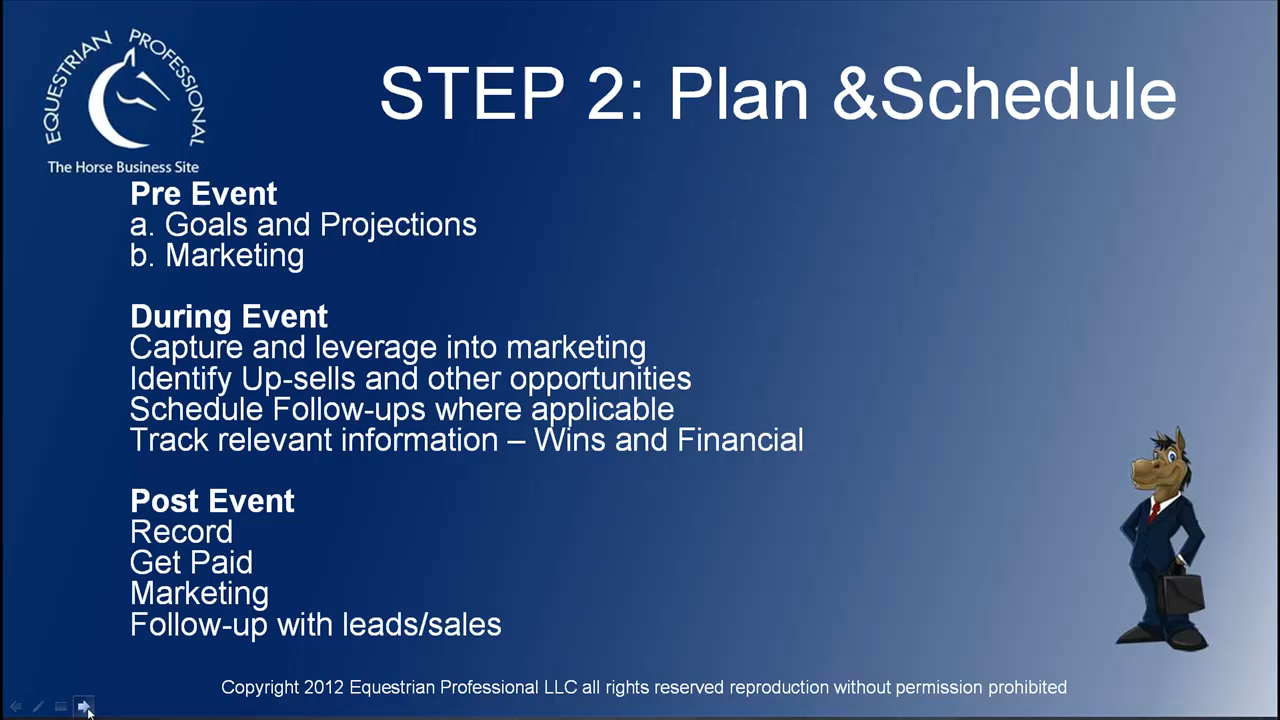 EQUESTRIAN PROFESSIONAL
The Horse Business Site
STEP 2: Plan &Schedule
Pre Event
a. Goals and Projections
b. Marketing
During Event
Capture and leverage into marketing
Identify Up-sells and other opportunities
Schedule Follow-ups where applicable
Track relevant information – Wins and Financial
Post Event
Record
Get Paid
Marketing
Follow-up with leads/sales
Copyright 2012 Equestrian Professional LLC all rights reserved reproduction without permission prohibited